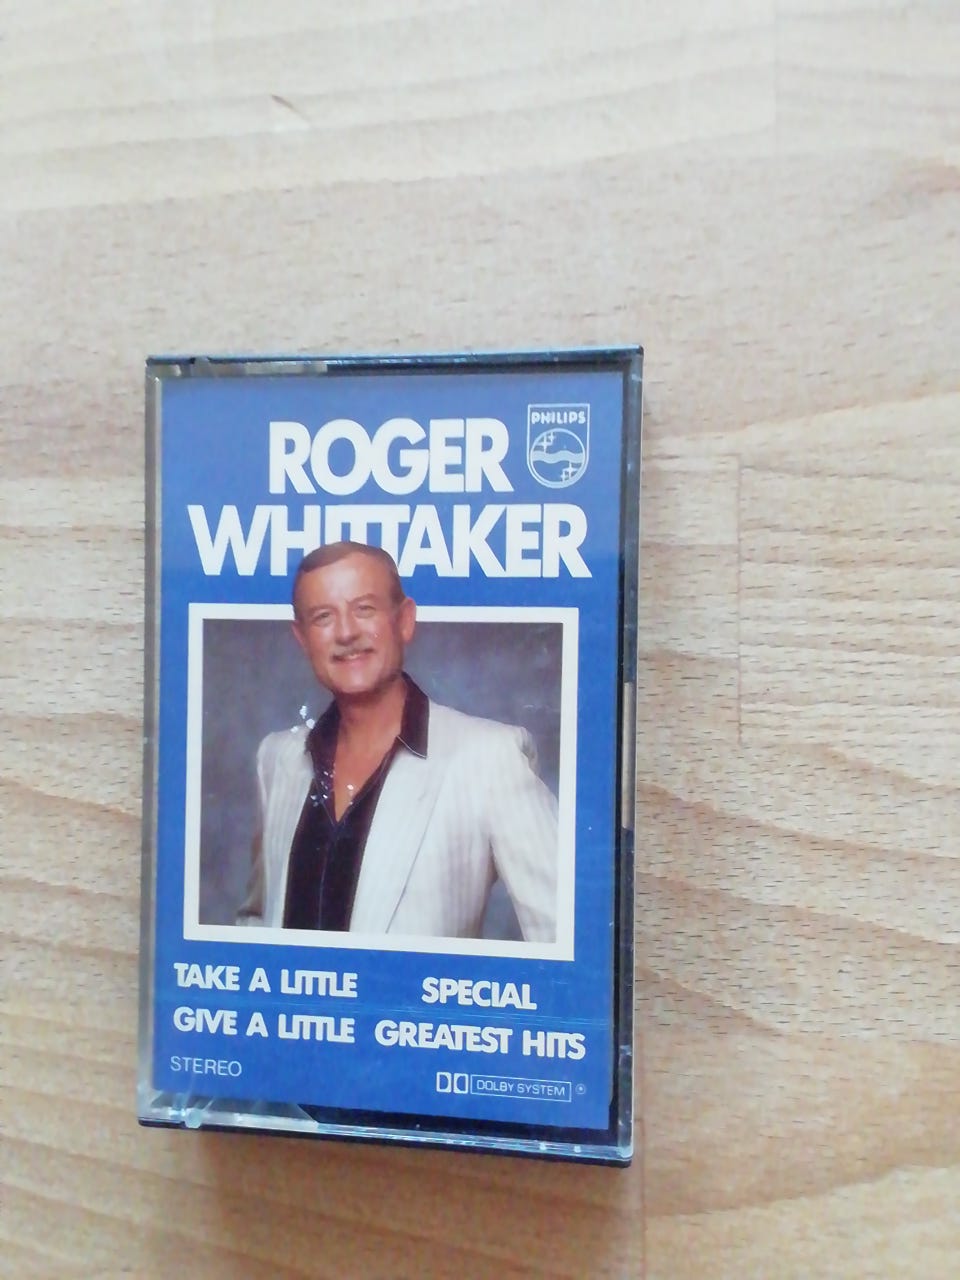 ROGER
PHILIPS
WHITTAKER
TAKE A LITTLE
GIVE A LITTLE
SPECIAL
GREATEST HITS
STEREO
DOLBY SYSTEM